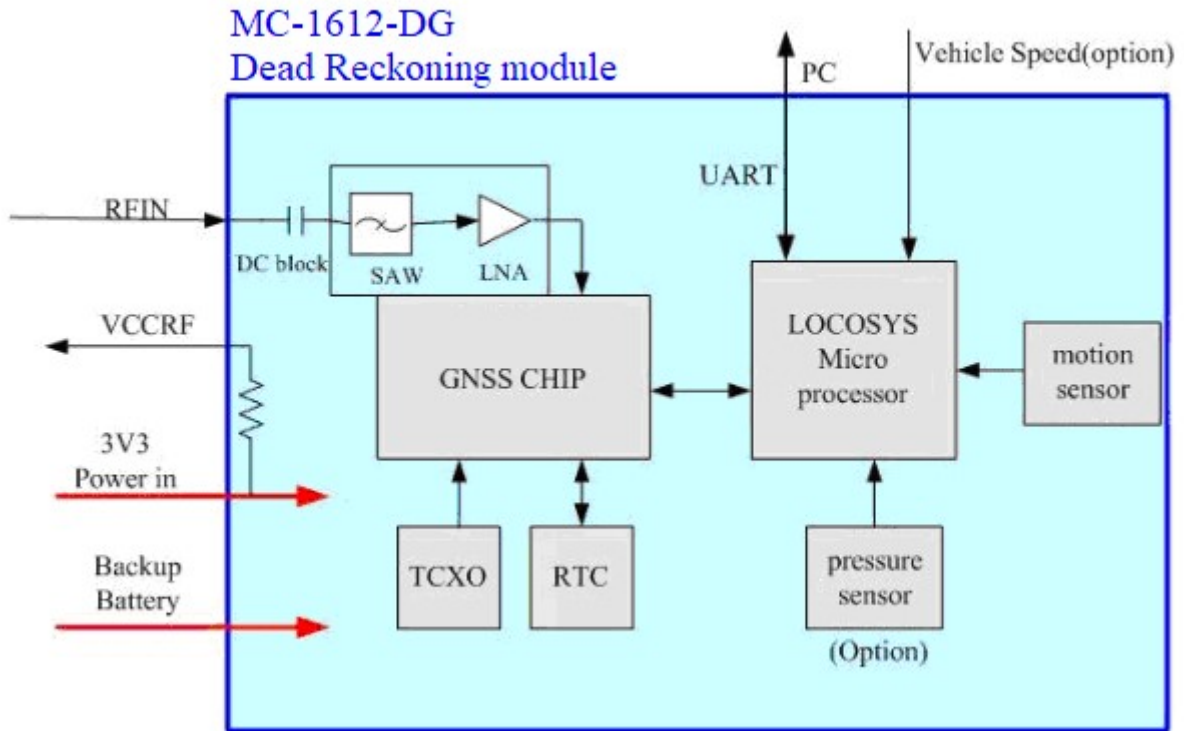 MC-1612-DG
Dead Reckoning module
PC
Vehicle Speed(option)
UART
RFIN
DC block
SAW
LNA
VCCRF
GNSS CHIP
LOCOSYS
Micro
processor
motion
sensor
3V3
Power in
Backup
Battery
TCXO
RTC
pressure
sensor
(Option)